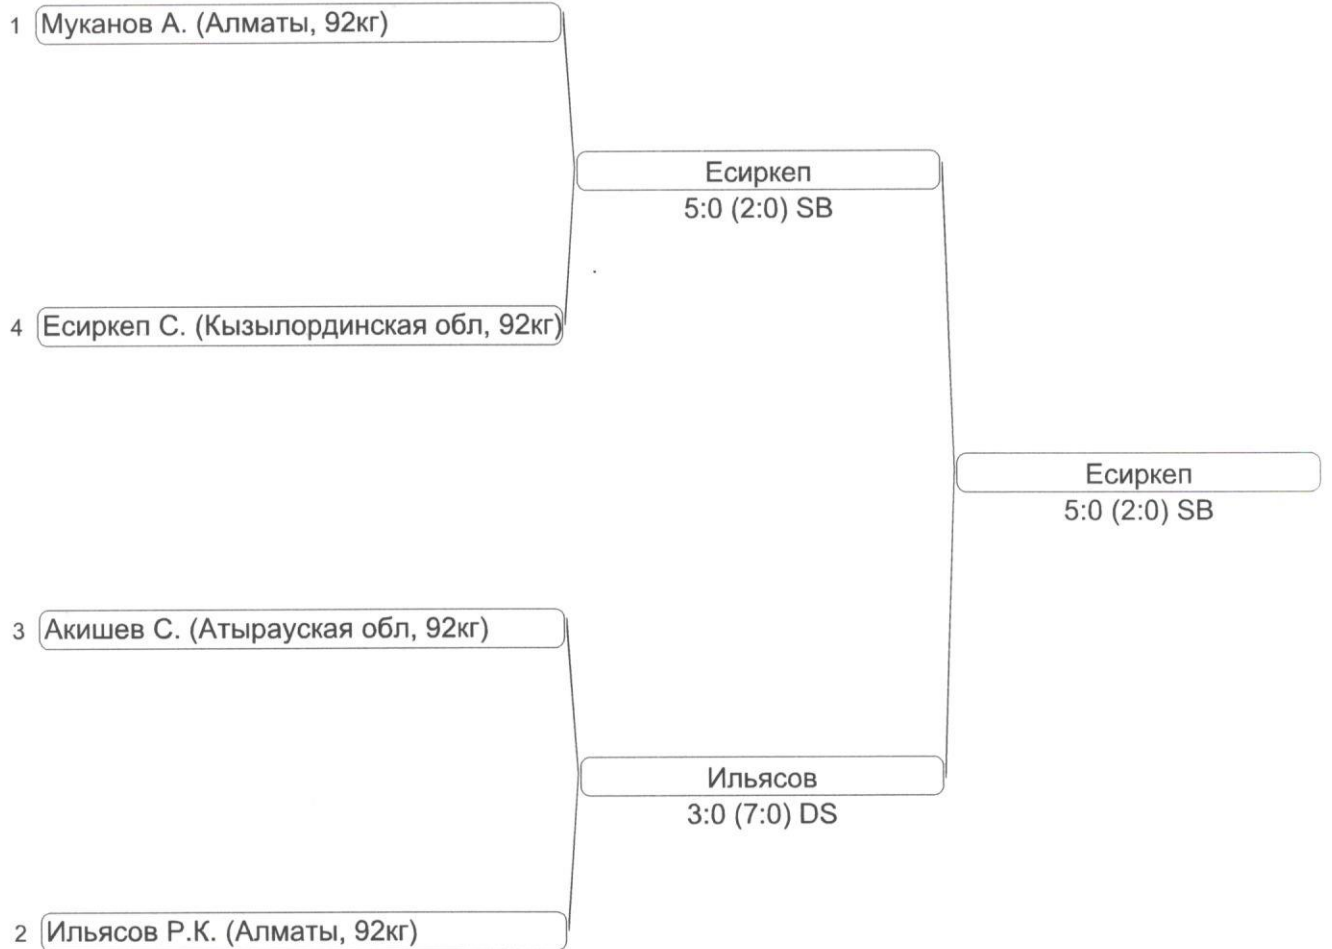 1 Муканов А. (Алматы, 92кг)
Есиркеп
5:0 (2:0) SB
4 Есиркеп С. (Кызылординская обл, 92кг)
Есиркеп
5:0 (2:0) SB
3 Акишев С. (Атырауская обл, 92кг)
Ильясов
3:0 (7:0) DS
2 Ильясов Р.К. (Алматы, 92кг)